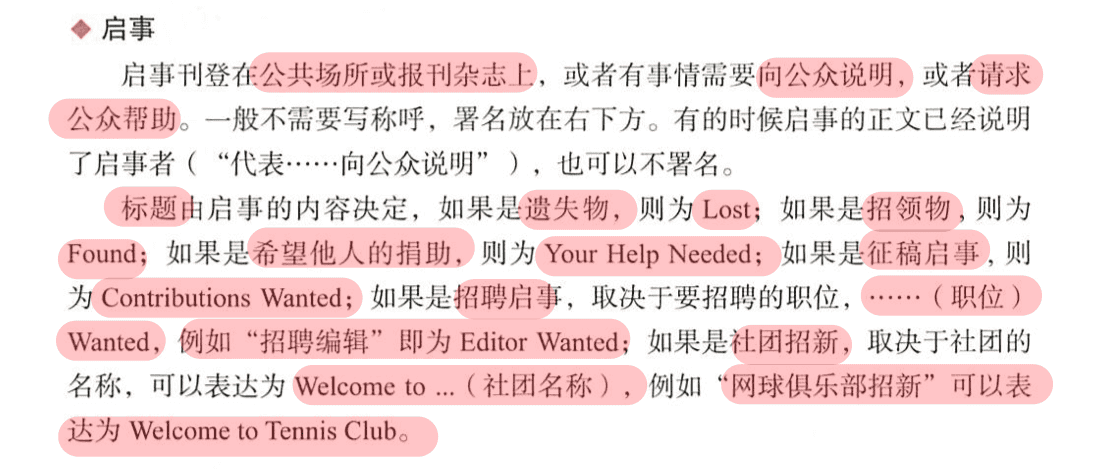 ◆ 启事
启事刊登在公共场所或报刊杂志上，或者有事情需要向公众说明，或者请求
公众帮助。一般不需要写称呼，署名放在右下方。有的时候启事的正文已经说明
了启事者（“代表……向公众说明”），也可以不署名。
标题由启事的内容决定，如果是遗失物，则为 Lost；如果是招领物，则为
Found；如果是希望他人的捐助，则为 Your Help Needed；如果是征稿启事，则
为 Contributions Wanted；如果是招聘启事，取决于要招聘的职位，……（职位）
Wanted，例如“招聘编辑”即为 Editor Wanted；如果是社团招新，取决于社团的
名称，可以表达为 Welcome to ...（社团名称），例如“网球俱乐部招新”可以表
达为 Welcome to Tennis Club。